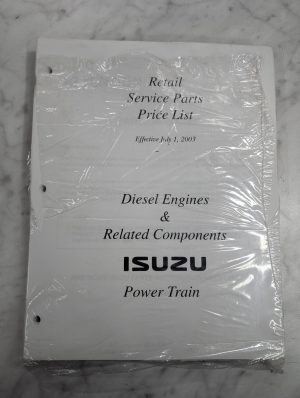 Retail
Service Parts
Price List
Effective July 1, 2003
Diesel Engines
&
Related Components
ISUZU
Power Train